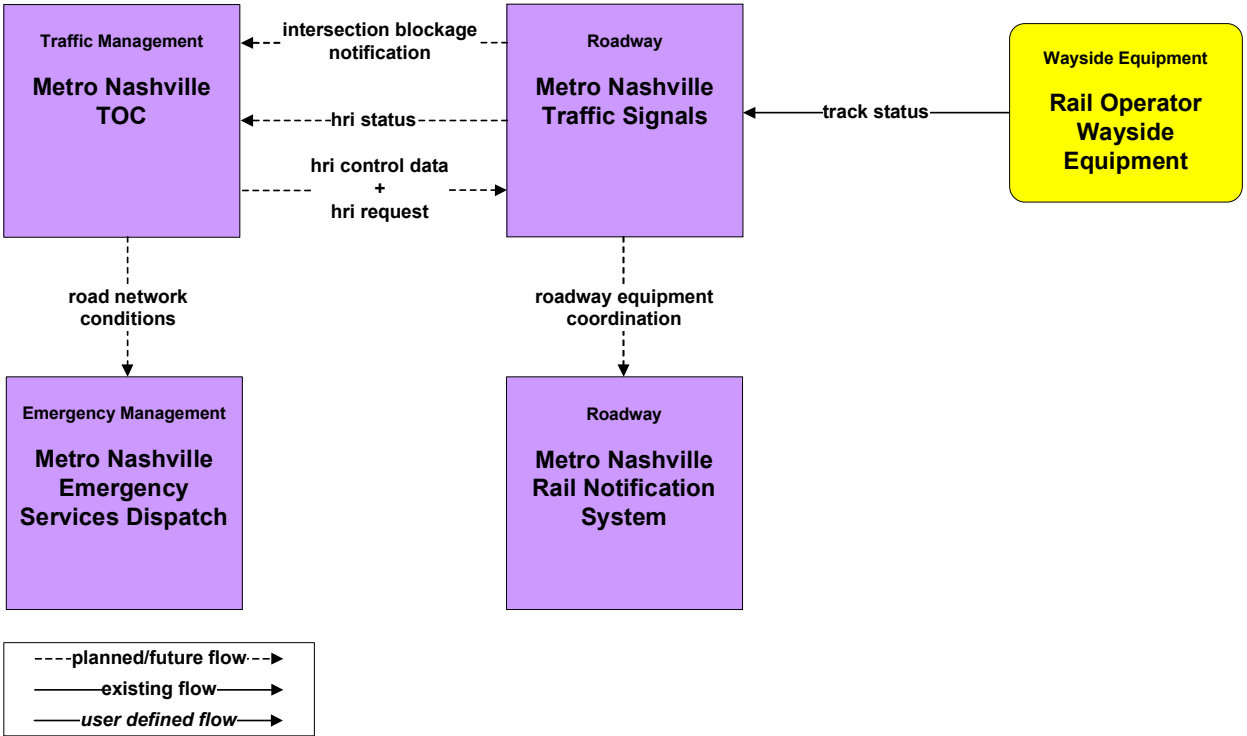 Traffic Management
Metro Nashville
TOC
intersection blockage
notification
hri status
hri control data
+
hri request
Roadway
Metro Nashville
Traffic Signals
track status
Wayside Equipment
Rail Operator
Wayside
Equipment
road network
conditions
roadway equipment
coordination
Emergency Management
Metro Nashville
Emergency
Services Dispatch
Roadway
Metro Nashville
Rail Notification
System
planned/future flow
existing flow
user defined flow